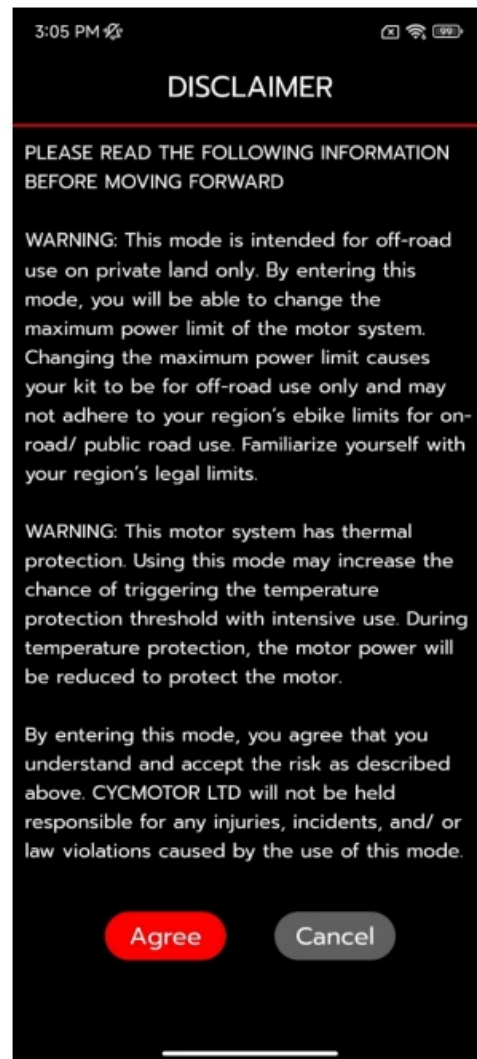 3:05 PM
99
DISCLAIMER
PLEASE READ THE FOLLOWING INFORMATION
BEFORE MOVING FORWARD
WARNING: This mode is intended for off-road
use on private land only. By entering this
mode, you will be able to change the
maximum power limit of the motor system.
Changing the maximum power limit causes
your kit to be for off-road use only and may
not adhere to your region's ebike limits for on-
road/ public road use. Familiarize yourself with
your region's legal limits.
WARNING: This motor system has thermal
protection. Using this mode may increase the
chance of triggering the temperature
protection threshold with intensive use. During
temperature protection, the motor power will
be reduced to protect the motor.
By entering this mode, you agree that you
understand and accept the risk as described
above. CYCMOTOR LTD will not be held
responsible for any injuries, incidents, and/ or
law violations caused by the use of this mode.
Agree Cancel